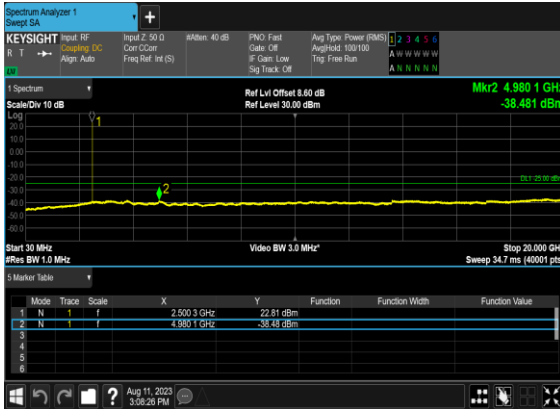 Spectrum Analyzer 1
Swept SA
+
KEYSIGHT Input: RF Input Z: 50 Ω #Atten: 40 dB PNO: Fast Avg Type: Power (RMS) 1 2 3 4 5 6
R T Coupling: DC Corr CCorr Gate: Off Avg|Hold: 100/100 A W W W W W
Align: Auto Freq Ref: Int (S) IF Gain: Low Trig: Free Run
Sig Track: Off A N N N N N
1 Spectrum Ref Lvl Offset 8.60 dB Mkr2 4.980 1 GHz
Scale/Div 10 dB Ref Level 30.00 dBm -38.481 dBm
Log
20.0
10.0
0.00
-10.0
-20.0
-30.0
-40.0
-50.0
-60.0
1
2
Start 30 MHz Video BW 3.0 MHz* Stop 20.000 GH
#Res BW 1.0 MHz Sweep 34.7 ms (40001 pts
5 Marker Table
Mode Trace Scale X Y Function Function Width Function Value
1 N 1 f 2.500 3 GHz 22.81 dBm
2 N 1 f 4.980 1 GHz -38.48 dBm
3
4
5
6
? Aug 11, 2023
3:08:26 PM